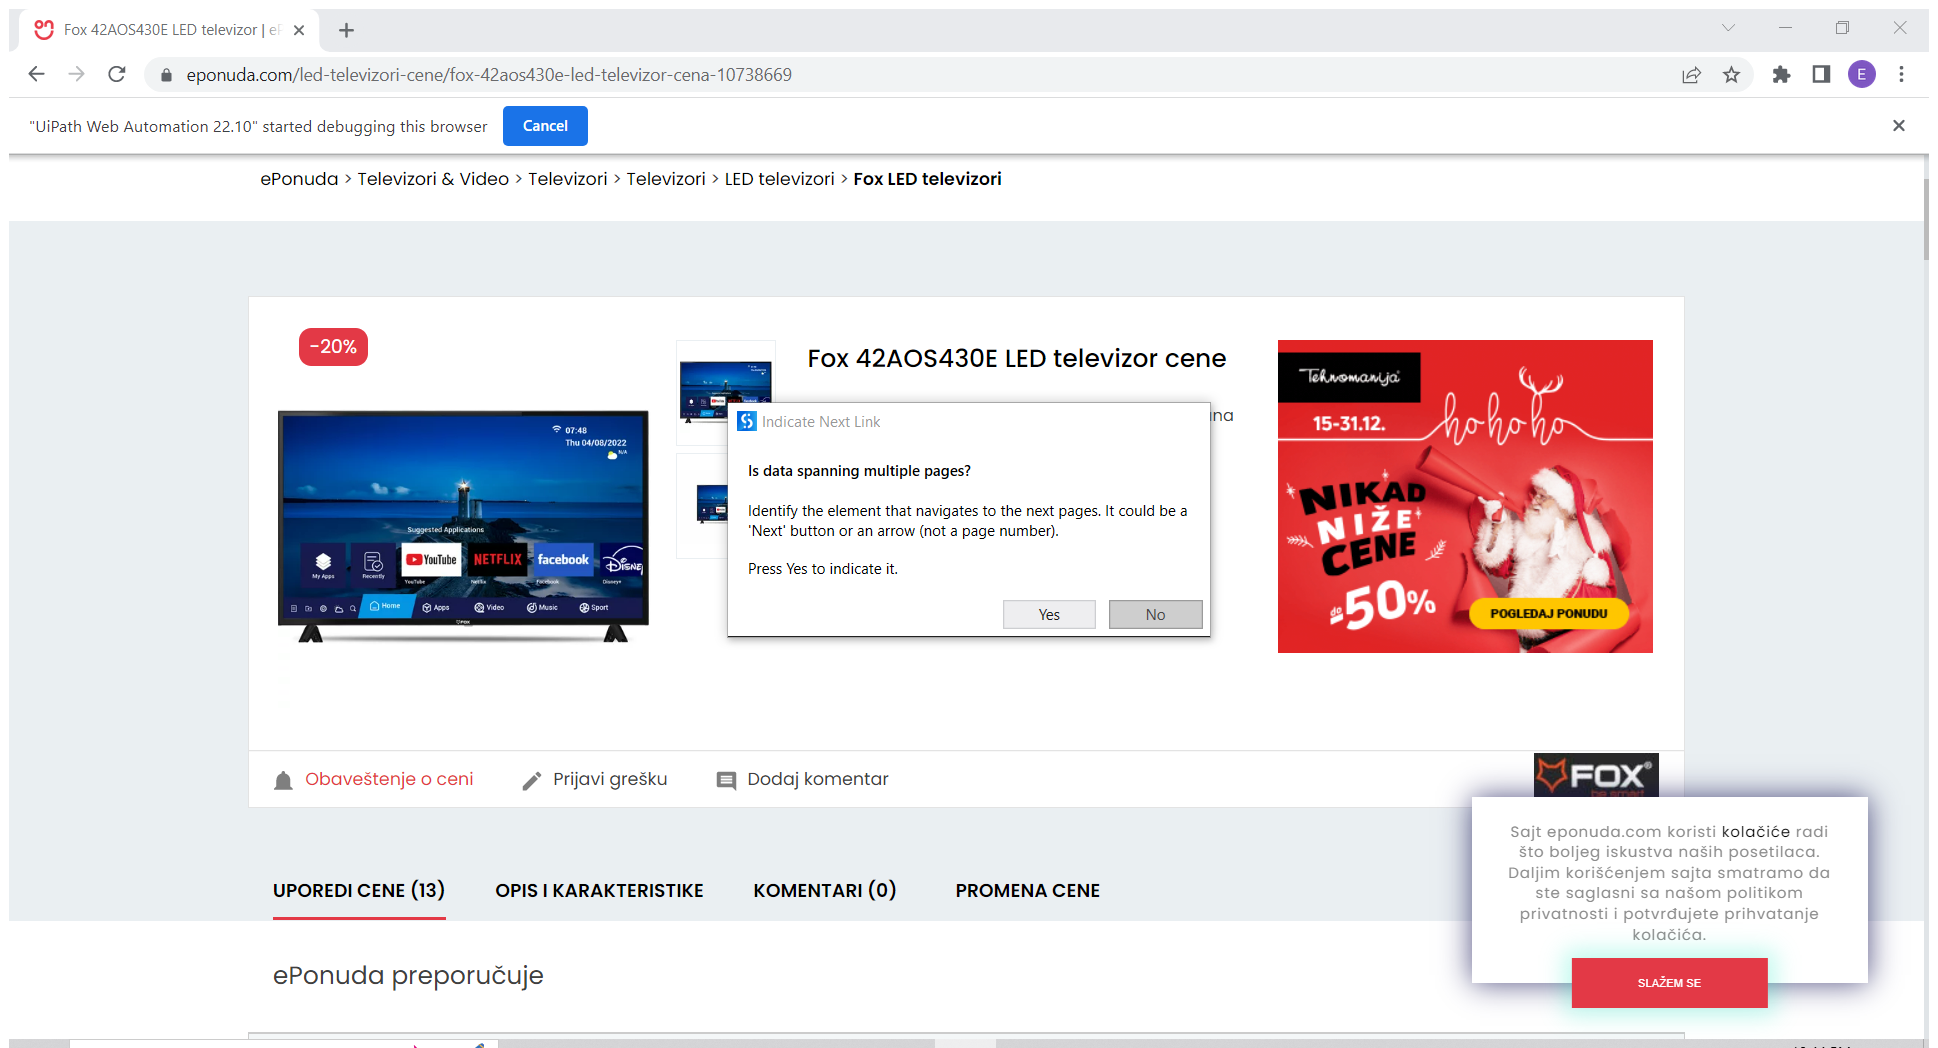 Fox 42AOS430E LED televizor | eP
eponuda.com/led-televizori-cene/fox-42aos430e-led-televizor-cena-10738669
E
"UiPath Web Automation 22.10" started debugging this browser
Cancel
ePonuda > Televizori & Video > Televizori > Televizori > LED televizori > Fox LED televizori
-20%
07:48
Thu 04/08/2022
N/A
Suggested Applications
My Apps
Recently
YouTube
NETFLIX
facebook
Disney
YouTube
Netflix
Facebook
Disney+
Home
Apps
Video
Music
Sport
FOX
Fox 42AOS430E LED televizor cene
na
Indicate Next Link
Is data spanning multiple pages?
Identify the element that navigates to the next pages. It could be a
'Next' button or an arrow (not a page number).
Press Yes to indicate it.
Yes
No
Tehnomanija
15-31.12.
hohoho
NIKAD
NIŽE
CENE
do 50%
POGLEDAJ PONUDU
Obaveštenje o ceni
Prijavi grešku
Dodaj komentar
FOX®
be smart
UPOREDI CENE (13)
OPIS I KARAKTERISTIKE
KOMENTARI (0)
PROMENA CENE
ePonuda preporučuje
Sajt eponuda.com koristi kolačiće radi
što boljeg iskustva naših posetilaca.
Daljim korišćenjem sajta smatramo da
ste saglasni sa našom politikom
privatnosti i potvrđujete prihvatanje
kolačića.
SLAŽEM SE